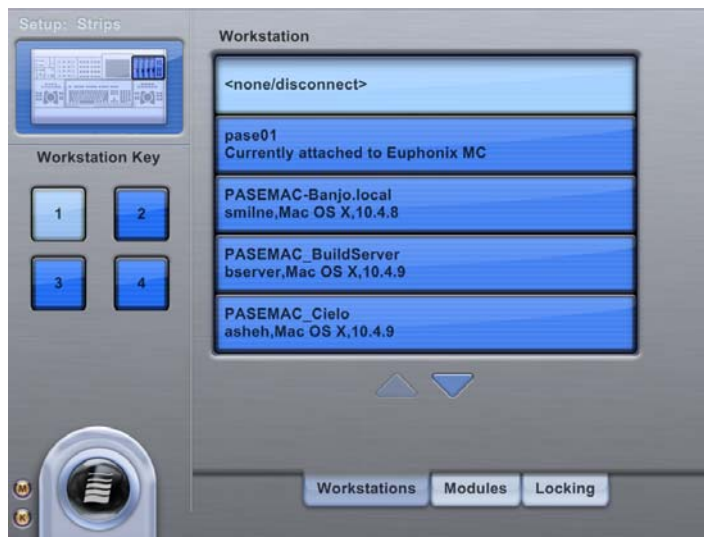 Setup: Strips
Workstation
<none/disconnect>
pase01
Currently attached to Euphonix MC
Workstation Key
1
2
3
4
PASEMAC-Banjo.local
smilne,Mac OS X,10.4.8
PASEMAC_BuildServer
bserver,Mac OS X,10.4.9
PASEMAC_Cielo
asheh,Mac OS X,10.4.9
M
K
Workstations
Modules
Locking